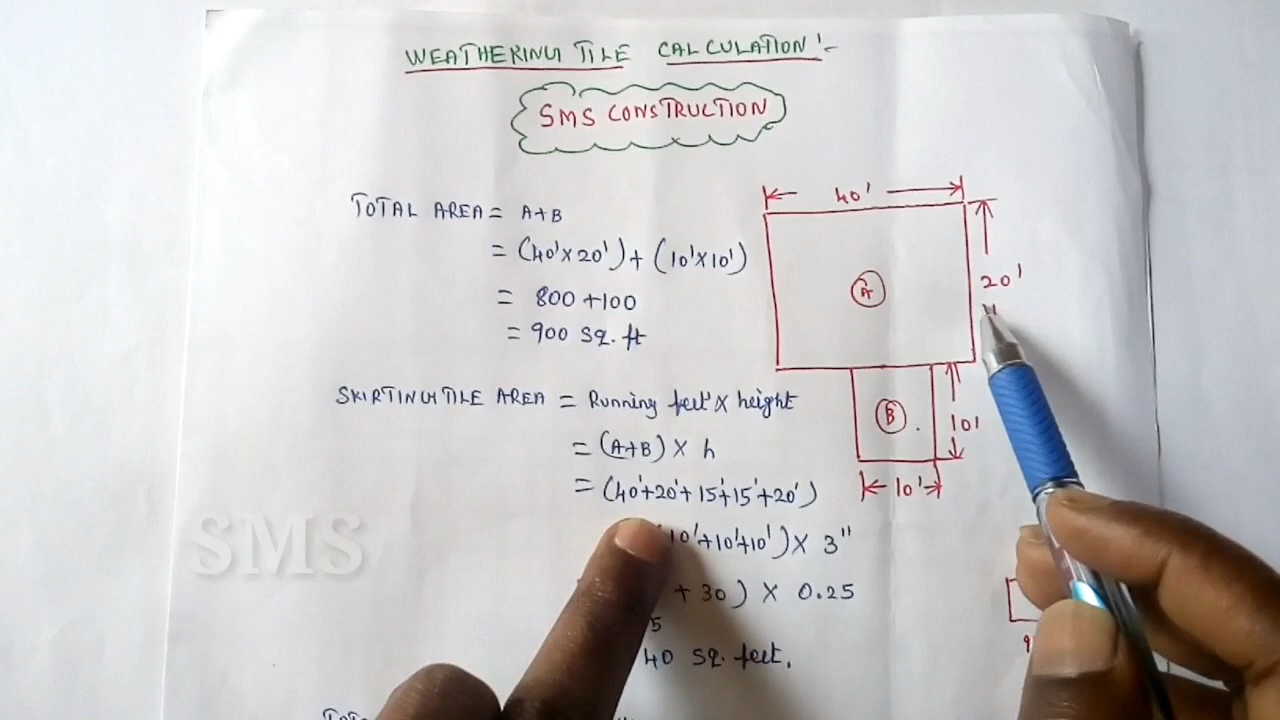 WEATHERING TILE CALCULATION :-
SMS CONSTRUCTION
TOTAL AREA = A+B
= (40'X20') + (10'X10')
= 800 +100
= 900 SQ. ft
SKIRTING TILE AREA = Running feet X height
= (A+B) X h
= (40'+20'+15'+15'+20')
10'+10'+10') X 3"
+ 30 ) X 0.25
5
40 SQ. feet.
40'
20'
A
B
10'
10'
SMS